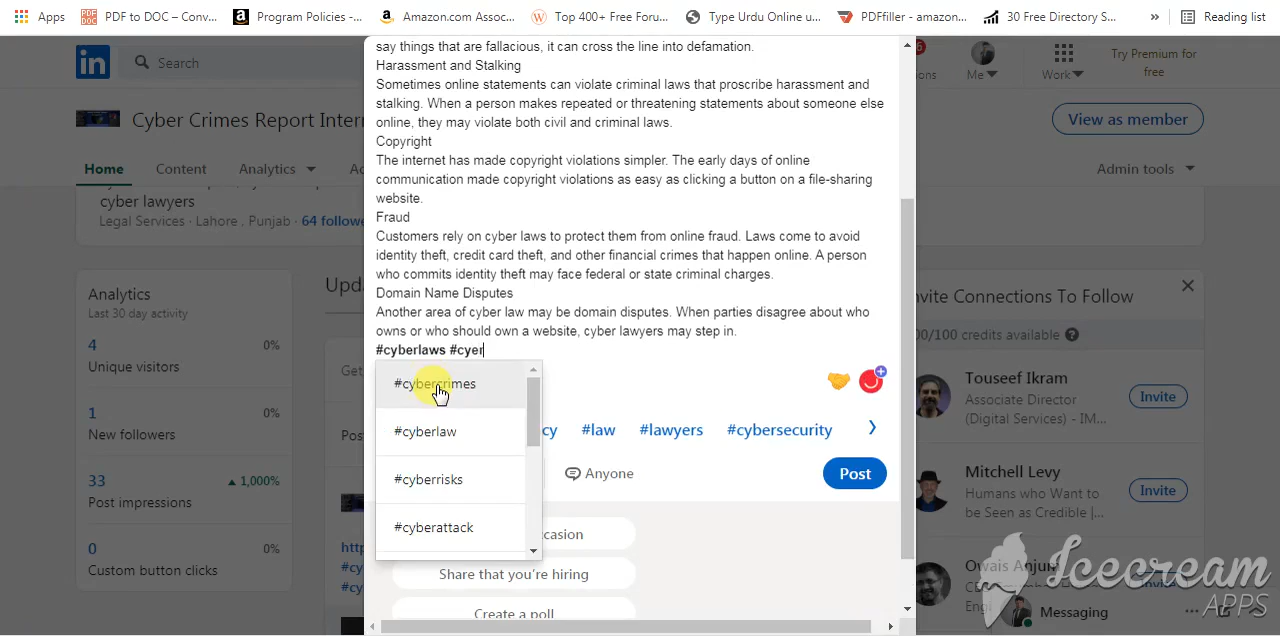 Apps PDF to DOC – Conv... Program Policies -... Amazon.com Assoc... Top 400+ Free Foru... Type Urdu Online u... PDFfiller - amazon... 30 Free Directory S... » Reading list
in Search Me Work Try Premium for free
Cyber Crimes Report Inter View as member
Home Content Analytics Admin tools
cyber lawyers
Legal Services · Lahore , Punjab · 64 follow
Analytics
Last 30 day activity
4 0%
Unique visitors
1 0%
New followers
33 ▲ 1,000%
Post impressions
0 0%
Custom button clicks
say things that are fallacious, it can cross the line into defamation.
Harassment and Stalking
Sometimes online statements can violate criminal laws that proscribe harassment and
stalking. When a person makes repeated or threatening statements about someone else
online, they may violate both civil and criminal laws.
Copyright
The internet has made copyright violations simpler. The early days of online
communication made copyright violations as easy as clicking a button on a file-sharing
website.
Fraud
Customers rely on cyber laws to protect them from online fraud. Laws come to avoid
identity theft, credit card theft, and other financial crimes that happen online. A person
who commits identity theft may face federal or state criminal charges.
Domain Name Disputes
Another area of cyber law may be domain disputes. When parties disagree about who
owns or who should own a website, cyber lawyers may step in.
#cyberlaws #cyer
#cybercrimes
#cyberlaw
#cyberrisks
#cyberattack
cy #law #lawyers #cybersecurity
Anyone Post
casion
Share that you're hiring
Create a poll
nvite Connections To Follow
00/100 credits available
Touseef Ikram
Associate Director
(Digital Services) - IM...
Invite
Mitchell Levy
Humans who Want to
be Seen as Credible |...
Invite
Owais Anjum
Messaging
Icecream
APPS